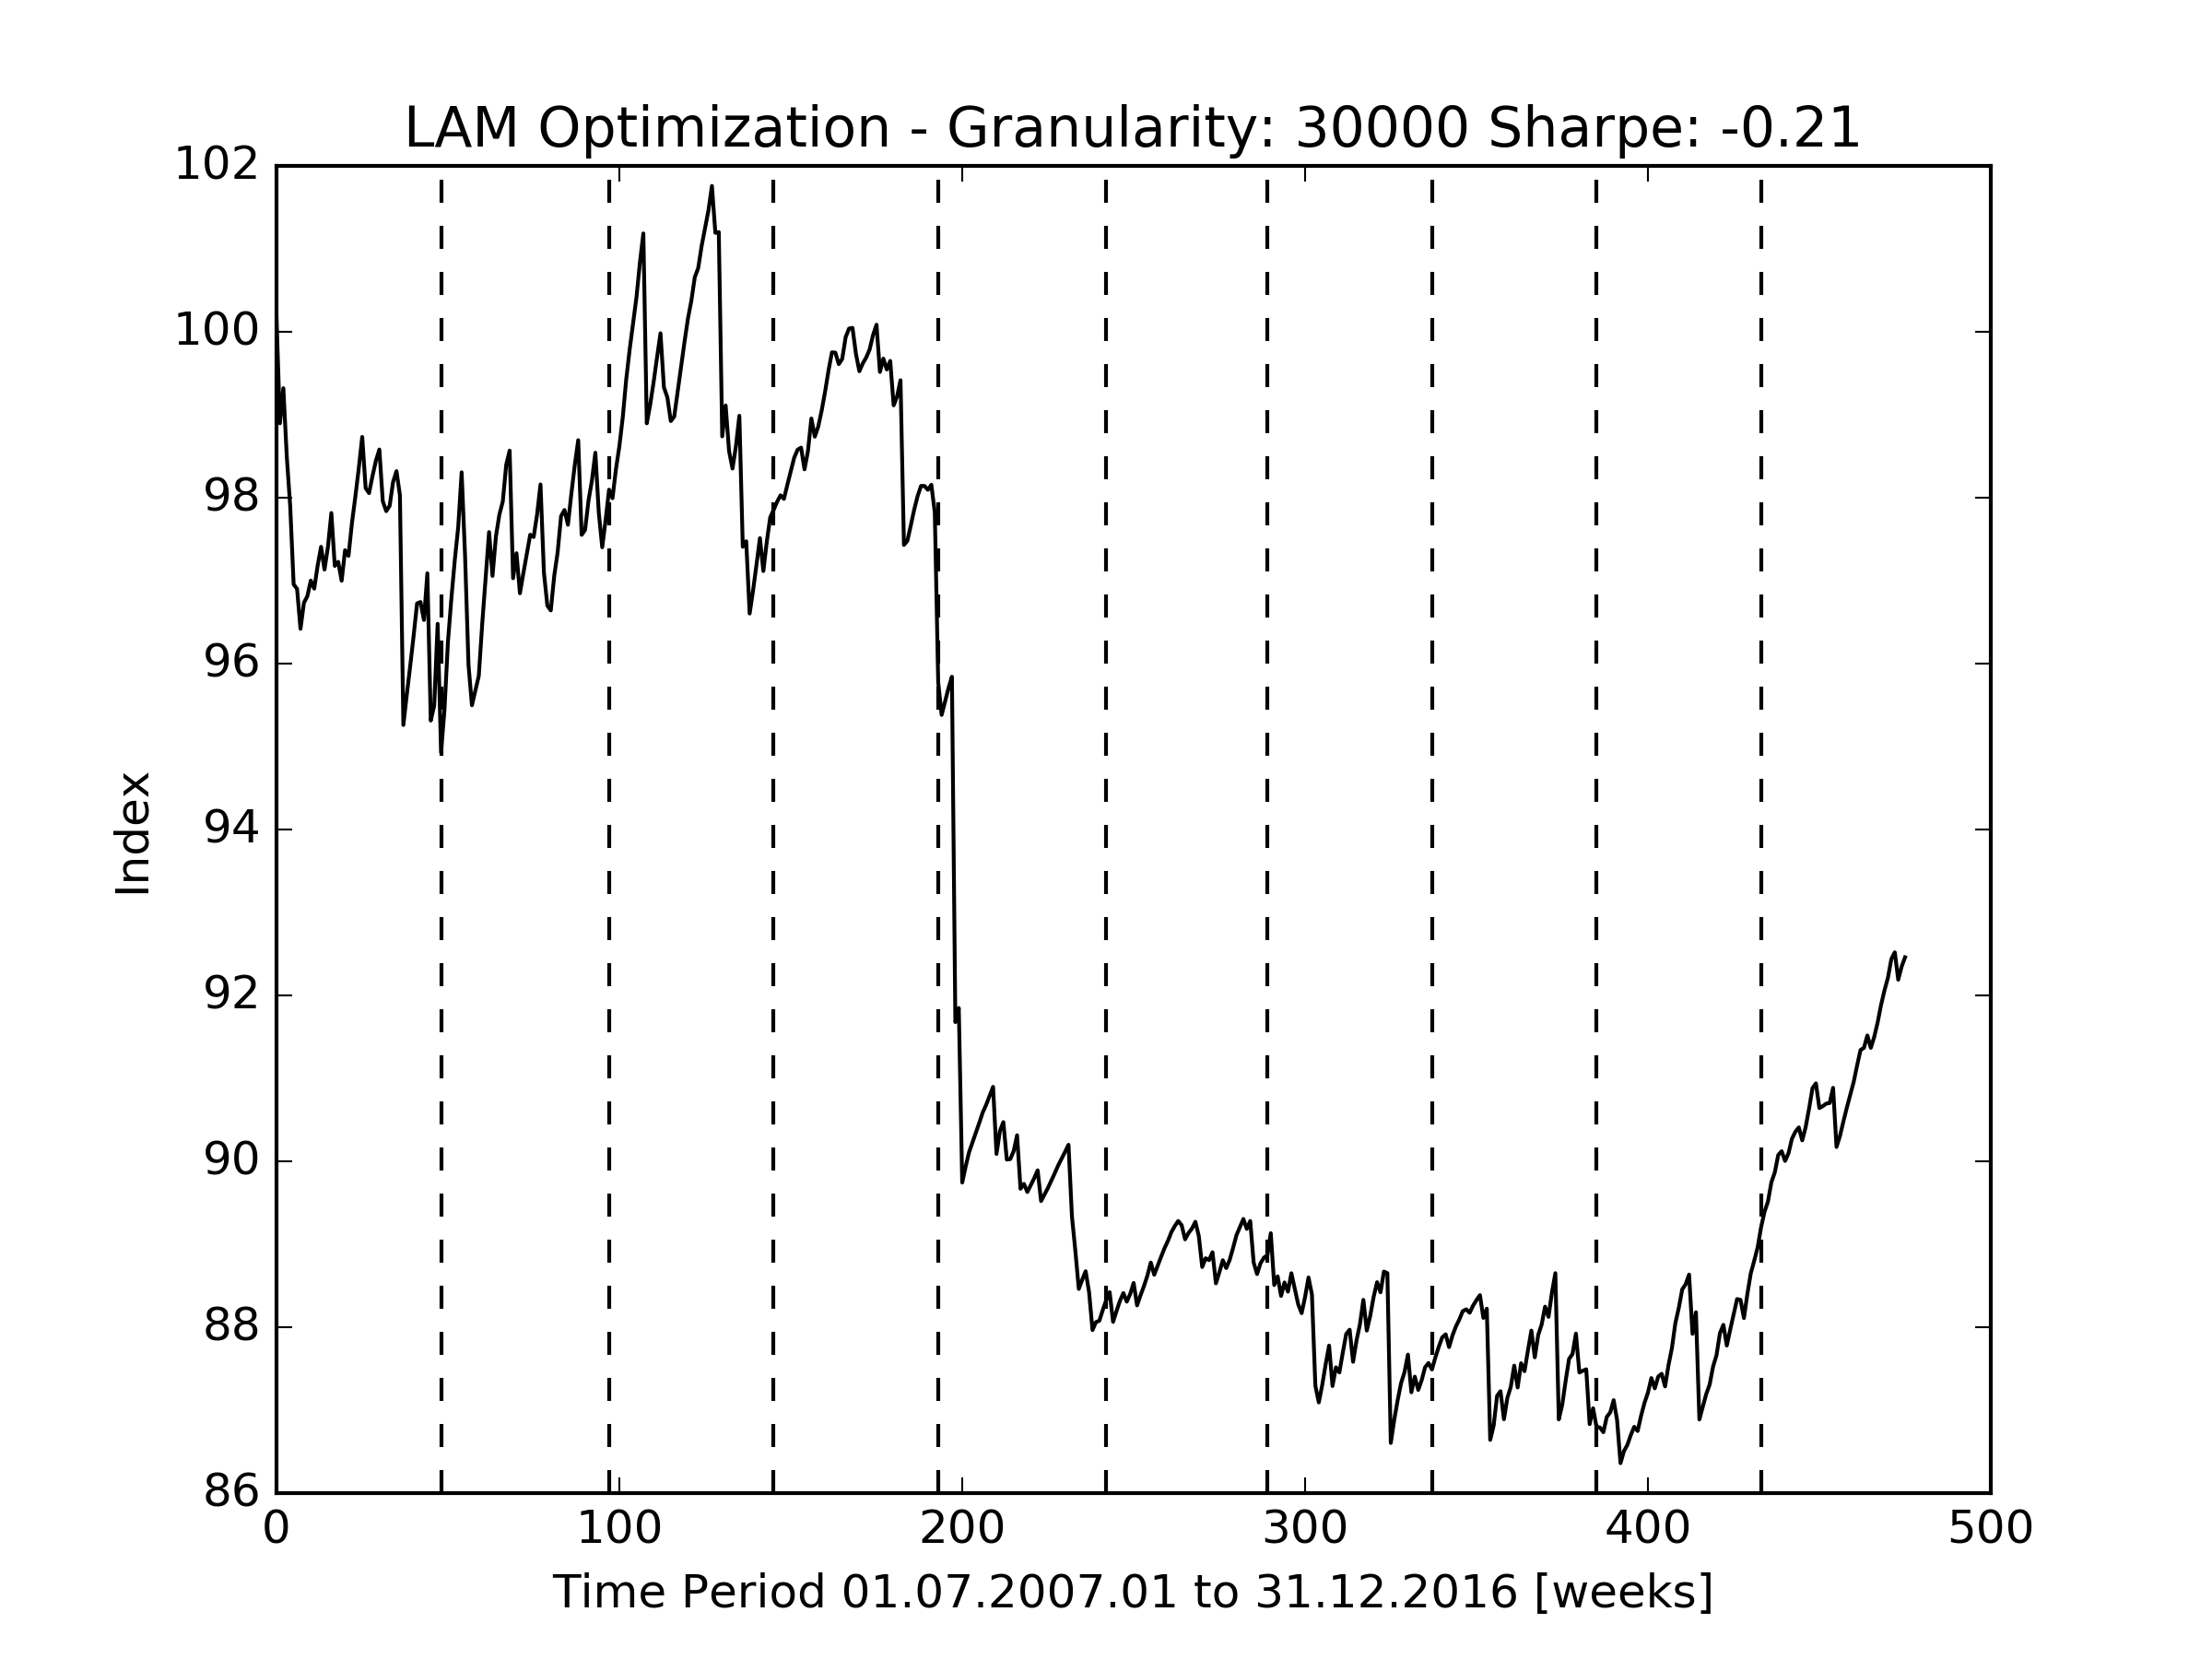 LAM Optimization - Granularity: 30000 Sharpe: -0.21
102
100
98
96
94
92
90
88
86
Index
0 100 200 300 400 500
Time Period 01.07.2007.01 to 31.12.2016 [weeks]